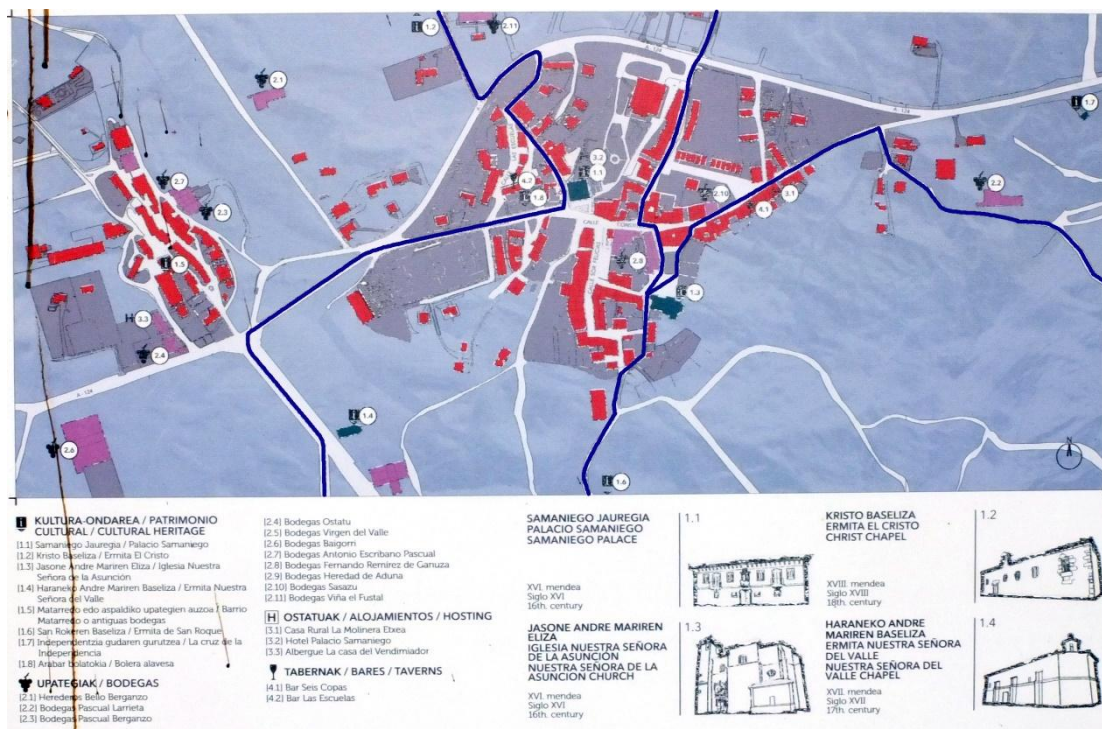 1.2
2.11
A-124
2.1
1.7
A-124
3.2
2.7
4.2
1.1
2.3
1.8
2.10
3.1
2.2
4.1
CALLE
1.5
2.8
1.3
H 3.3
2.4
A-124
1.4
N
2.6
1.6
KULTURA-ONDAREA / PATRIMONIO
CULTURAL / CULTURAL HERITAGE
[1.1] Samaniego Jauregia / Palacio Samaniego
[1.2] Kristo Baseliza / Ermita El Cristo
[1.3] Jasone Andre Mariren Eliza / Iglesia Nuestra
Señora de la Asunción
[1.4] Haraneko Andre Mariren Baseliza / Ermita Nuestra
Señora del Valle
[1.5] Matarredo edo aspaldiko upategien auzoa / Barrio
Matarredo o antiguas bodegas
[1.6] San Rokeren Baseliza / Ermita de San Roque
[1.7] Independentzia gudaren gurutzea / La cruz de la
Independencia
[1.8] Arabar bolatokia / Bolera alavesa
UPATEGIAK / BODEGAS
[2.1] Herederos Bello Berganzo
[2.2] Bodegas Pascual Larrieta
[2.3] Bodegas Pascual Berganzo
[2.4] Bodegas Ostatu
[2.5] Bodegas Virgen del Valle
[2.6] Bodegas Baigorri
[2.7] Bodegas Antonio Escribano Pascual
[2.8] Bodegas Fernando Remírez de Ganuza
[2.9] Bodegas Heredad de Aduna
[2.10] Bodegas Sasazu
[2.11] Bodegas Viña el Fustal
H OSTATUAK / ALOJAMIENTOS / HOSTING
[3.1] Casa Rural La Molinera Etxea
[3.2] Hotel Palacio Samaniego
[3.3] Albergue La casa del Vendimiador
TABERNAK / BARES / TAVERNS
[4.1] Bar Seis Copas
[4.2] Bar Las Escuelas
SAMANIEGO JAUREGIA
PALACIO SAMANIEGO
SAMANIEGO PALACE
XVI. mendea
Siglo XVI
16th. century
1.1
JASONE ANDRE MARIREN
ELIZA
IGLESIA NUESTRA SEÑORA
DE LA ASUNCIÓN
NUESTRA SEÑORA DE LA
ASUNCION CHURCH
XVI. mendea
Siglo XVI
16th. century
1.3
KRISTO BASELIZA
ERMITA EL CRISTO
CHRIST CHAPEL
XVIII. mendea
Siglo XVIII
18th. century
1.2
HARANEKO ANDRE
MARIREN BASELIZA
ERMITA NUESTRA SEÑORA
DEL VALLE
NUESTRA SEÑORA DEL
VALLE CHAPEL
XVII. mendea
Siglo XVII
17th. century
1.4